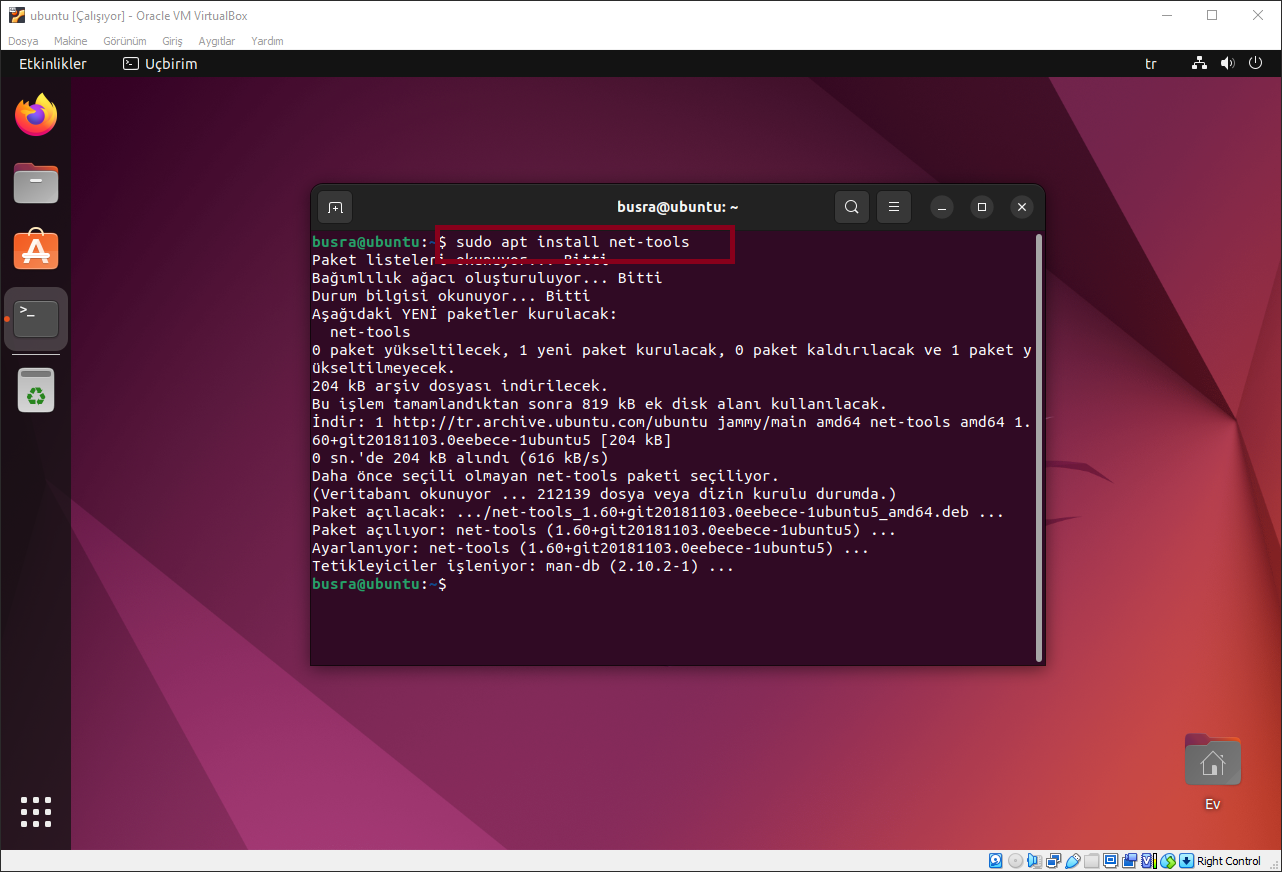 ubuntu [Çalışıyor] - Oracle VM VirtualBox
Dosya Makine Görünüm Giriş Aygıtlar Yardım
Etkinlikler Uçbirim tr
busra@ubuntu: ~
busra@ubuntu:~$ sudo apt install net-tools
Paket listeleri okunuyor... Bitti
Bağımlılık ağacı oluşturuluyor... Bitti
Durum bilgisi okunuyor... Bitti
Aşağıdaki YENİ paketler kurulacak:
net-tools
0 paket yükseltilecek, 1 yeni paket kurulacak, 0 paket kaldırılacak ve 1 paket y
ükseltilmeyecek.
204 kB arşiv dosyası indirilecek.
Bu işlem tamamlandıktan sonra 819 kB ek disk alanı kullanılacak.
İndir: 1 http://tr.archive.ubuntu.com/ubuntu jammy/main amd64 net-tools amd64 1.
60+git20181103.0eebece-1ubuntu5 [204 kB]
0 sn.'de 204 kB alındı (616 kB/s)
Daha önce seçili olmayan net-tools paketi seçiliyor.
(Veritabanı okunuyor ... 212139 dosya veya dizin kurulu durumda.)
Paket açılacak: .../net-tools_1.60+git20181103.0eebece-1ubuntu5_amd64.deb ...
Paket açılıyor: net-tools (1.60+git20181103.0eebece-1ubuntu5) ...
Ayarlanıyor: net-tools (1.60+git20181103.0eebece-1ubuntu5) ...
Tetikleyiciler işleniyor: man-db (2.10.2-1) ...
busra@ubuntu:~$
Ev
Right Control